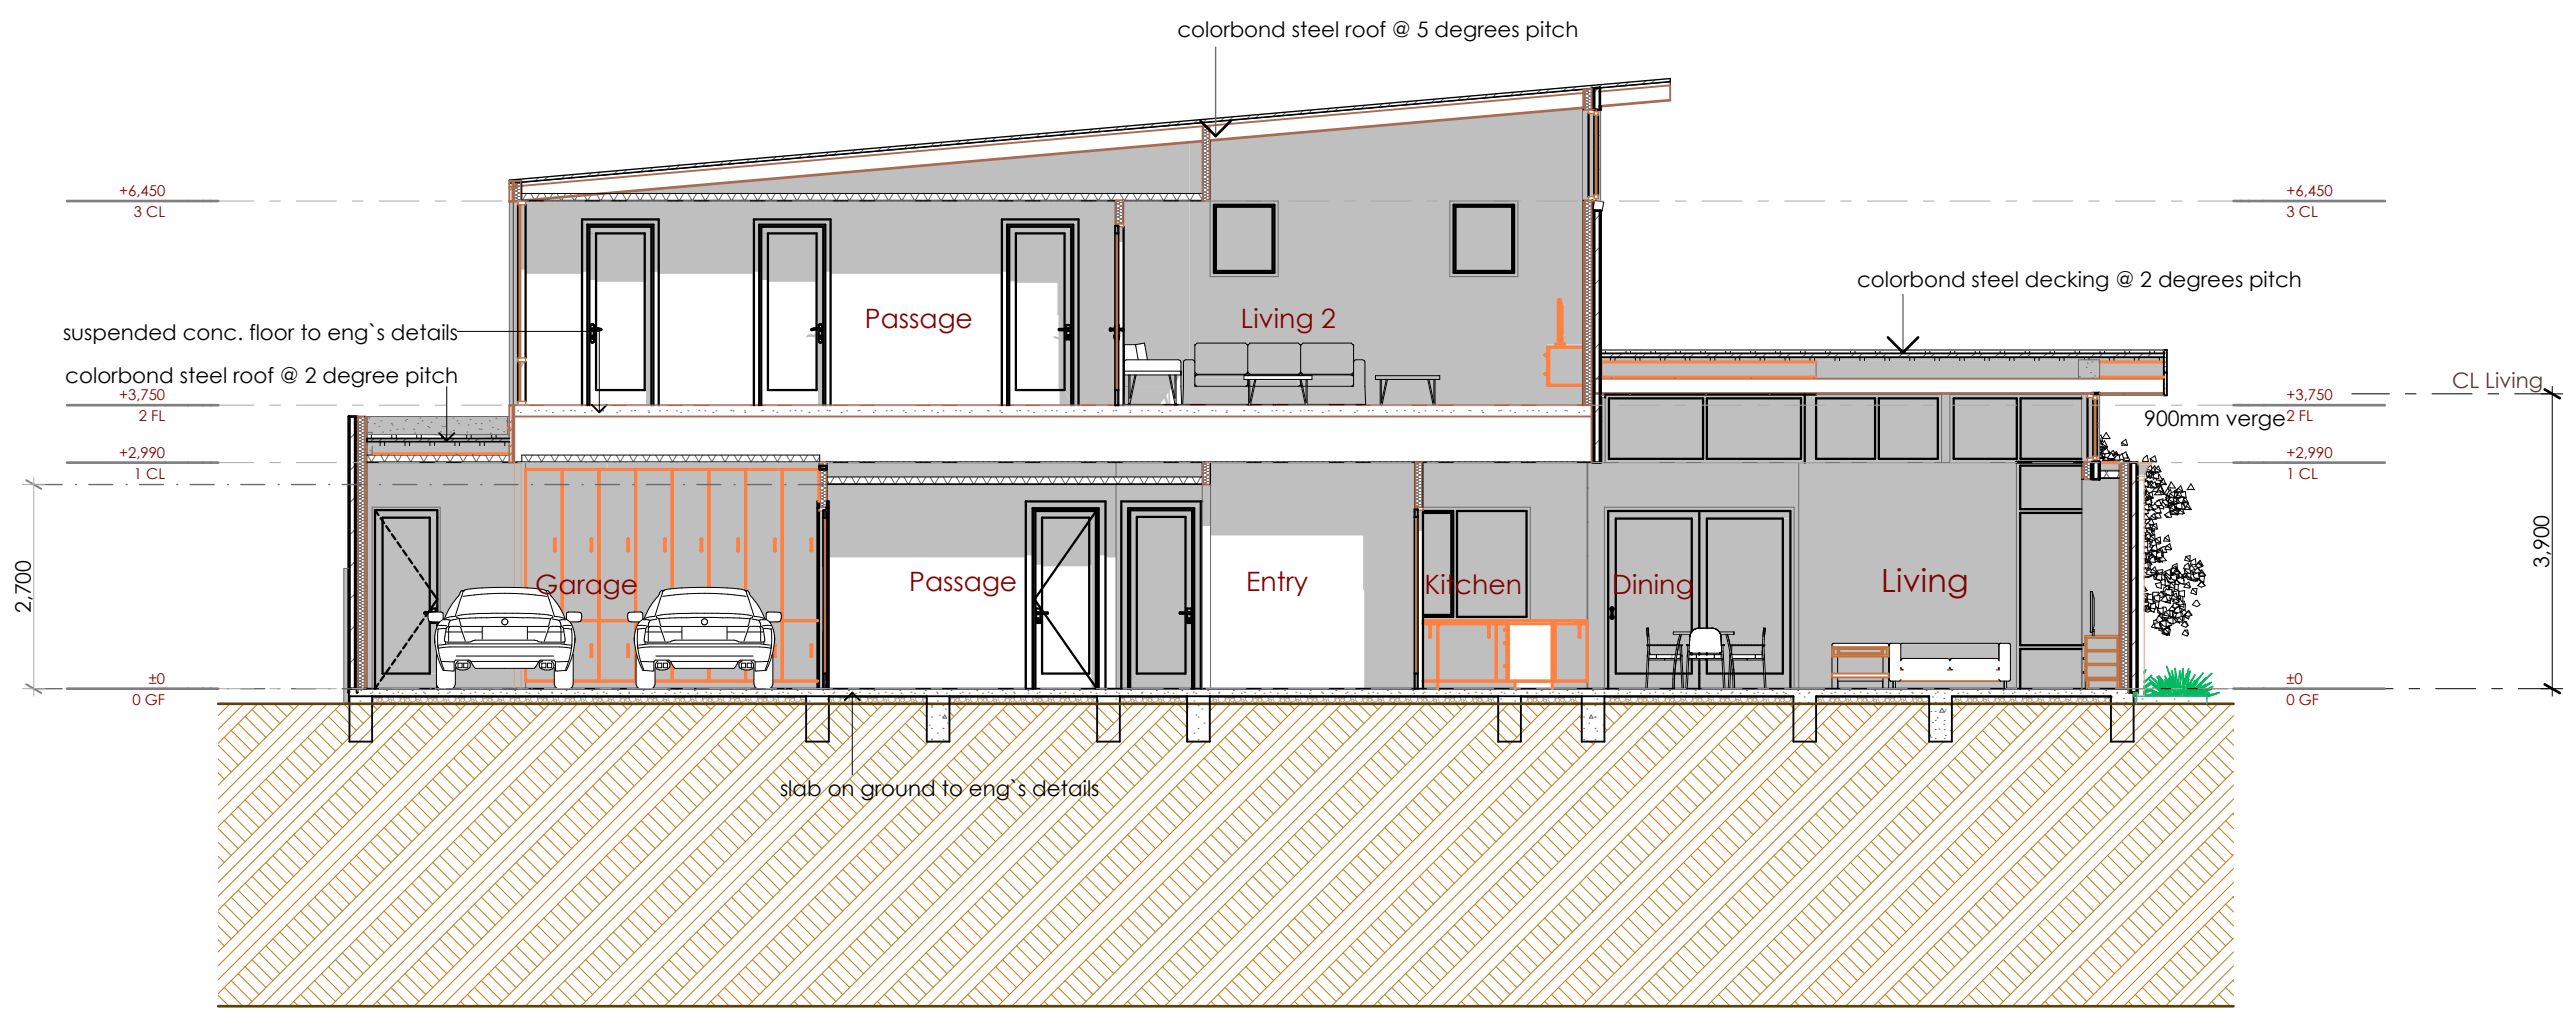 colorbond steel roof @ 5 degrees pitch
+6,450
3 CL
+6,450
3 CL
colorbond steel decking @ 2 degrees pitch
Passage
Living 2
suspended conc. floor to eng`s details
colorbond steel roof @ 2 degree pitch
+3,750
2 FL
CL Living
+3,750
2 FL
900mm verge
+2,990
1 CL
+2,990
1 CL
2,700
3,900
Garage
Passage
Entry
Kitchen
Dining
Living
±0
0 GF
±0
0 GF
slab on ground to eng`s details